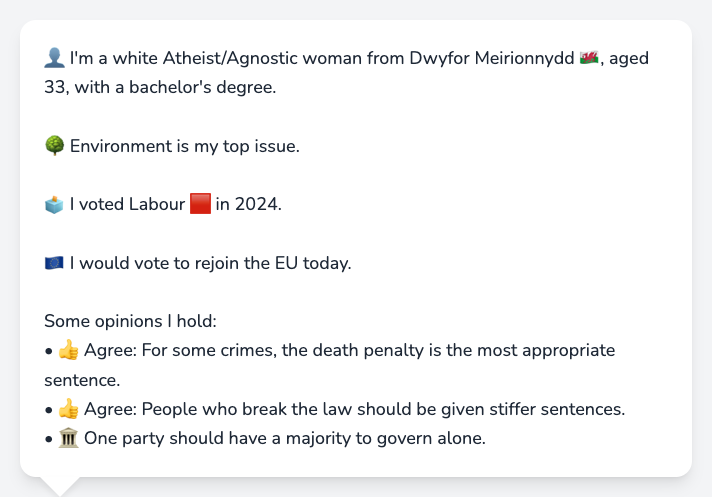 👤 I'm a white Atheist/Agnostic woman from Dwyfor Meirionnydd 🏴󠁧󠁢󠁷󠁬󠁳󠁿, aged
33, with a bachelor's degree.
🌳 Environment is my top issue.
🗳️ I voted Labour 🟥 in 2024.
🇪🇺 I would vote to rejoin the EU today.
Some opinions I hold:
• 👍 Agree: For some crimes, the death penalty is the most appropriate
sentence.
• 👍 Agree: People who break the law should be given stiffer sentences.
• 🏛️ One party should have a majority to govern alone.